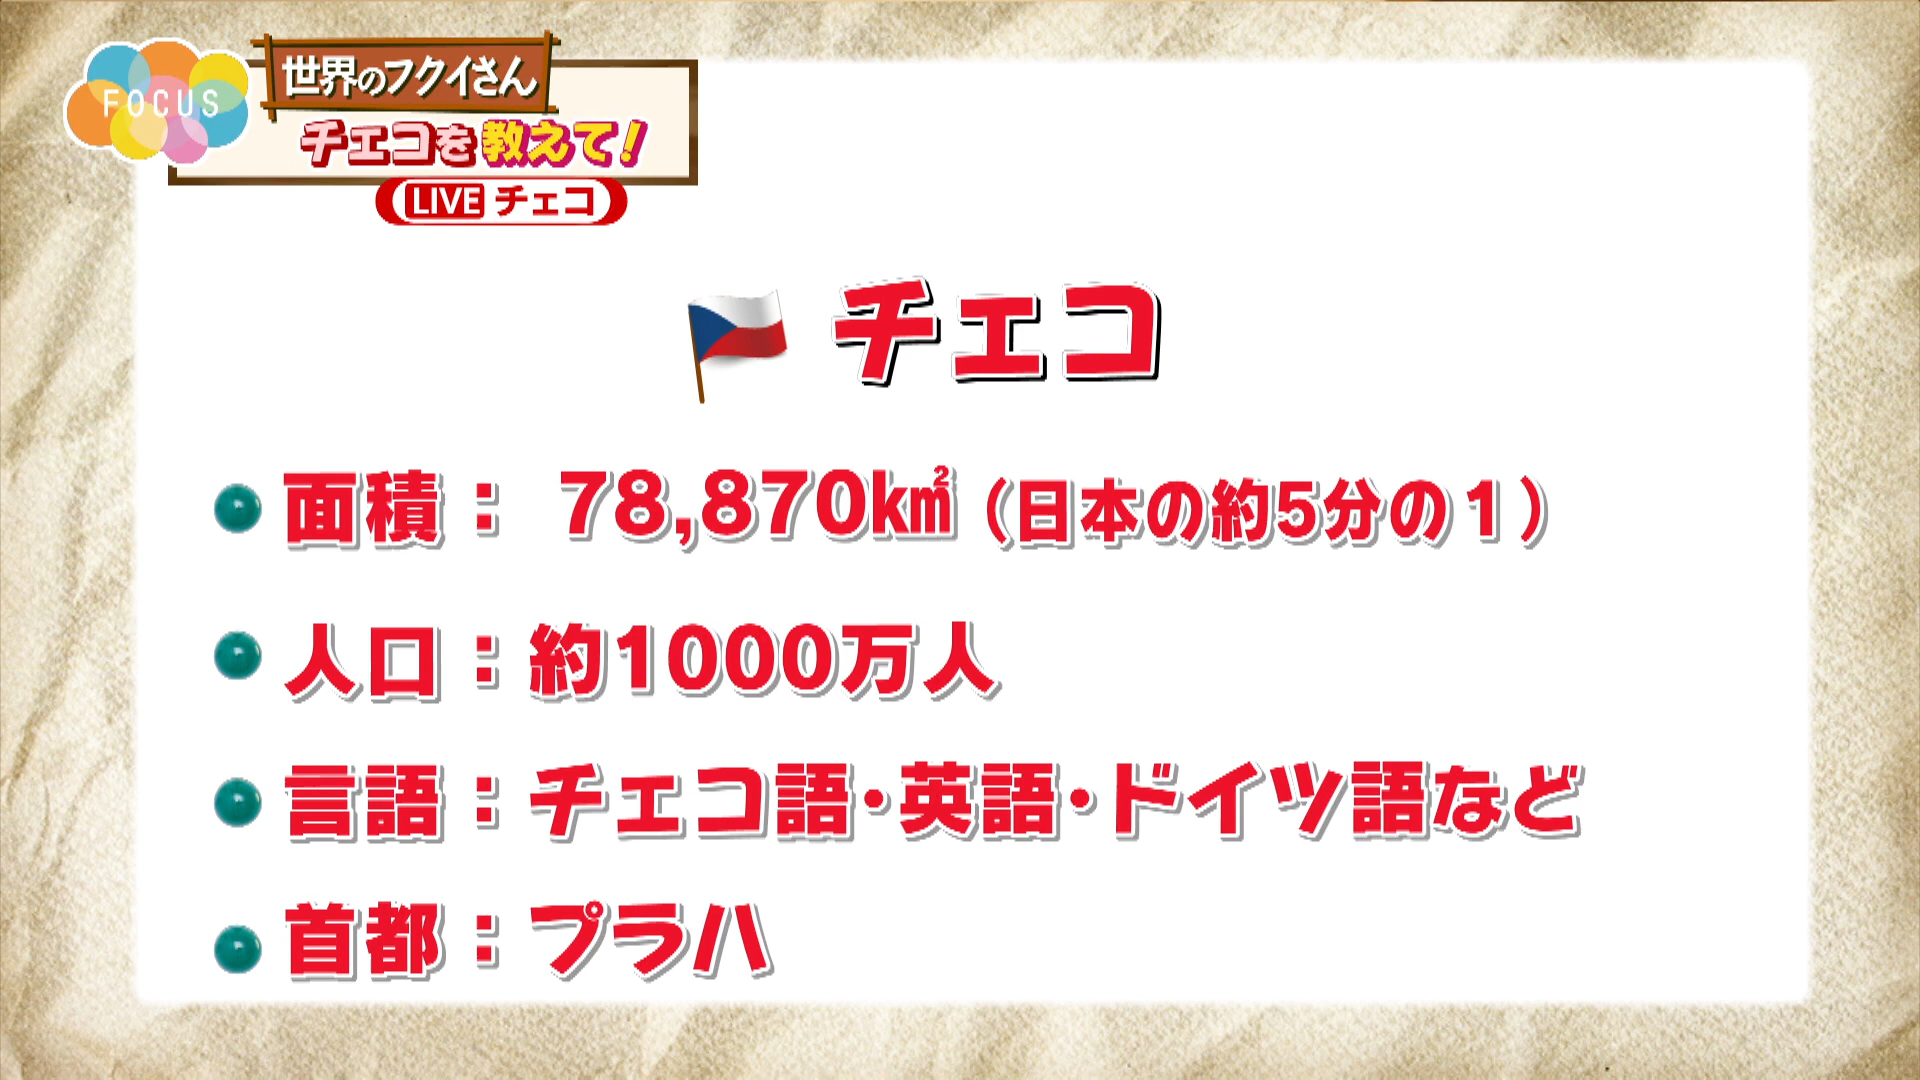 FOCUS
世界のフクイさん
チェコを教えて!
LIVE チェコ
チェコ
面積： 78,870㎢（日本の約5分の１）
人口：約1000万人
言語：チェコ語・英語・ドイツ語など
首都：プラハ